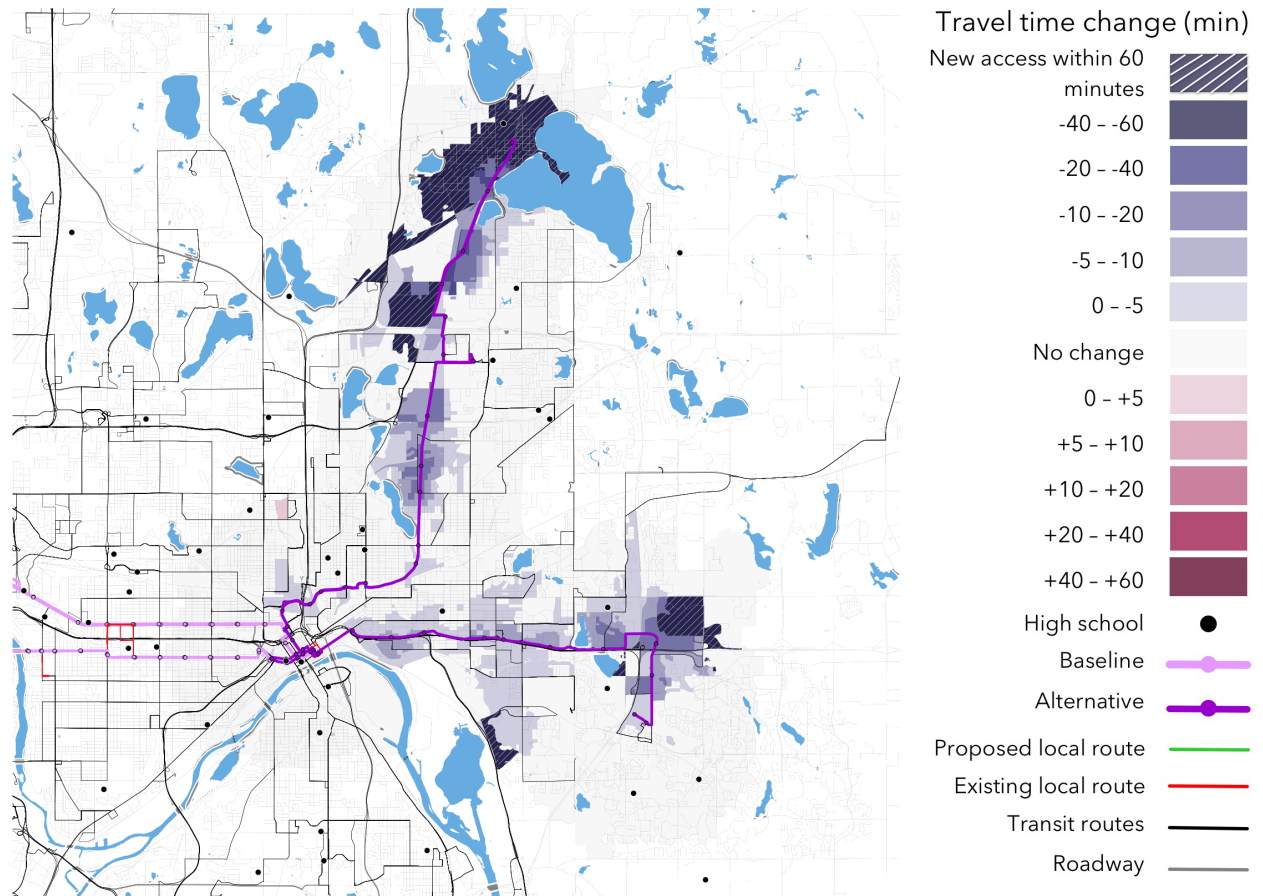 Travel time change (min)
New access within 60
minutes
-40 – -60
-20 – -40
-10 – -20
-5 – -10
0 – -5
No change
0 – +5
+5 – +10
+10 – +20
+20 – +40
+40 – +60
High school
Baseline
Alternative
Proposed local route
Existing local route
Transit routes
Roadway